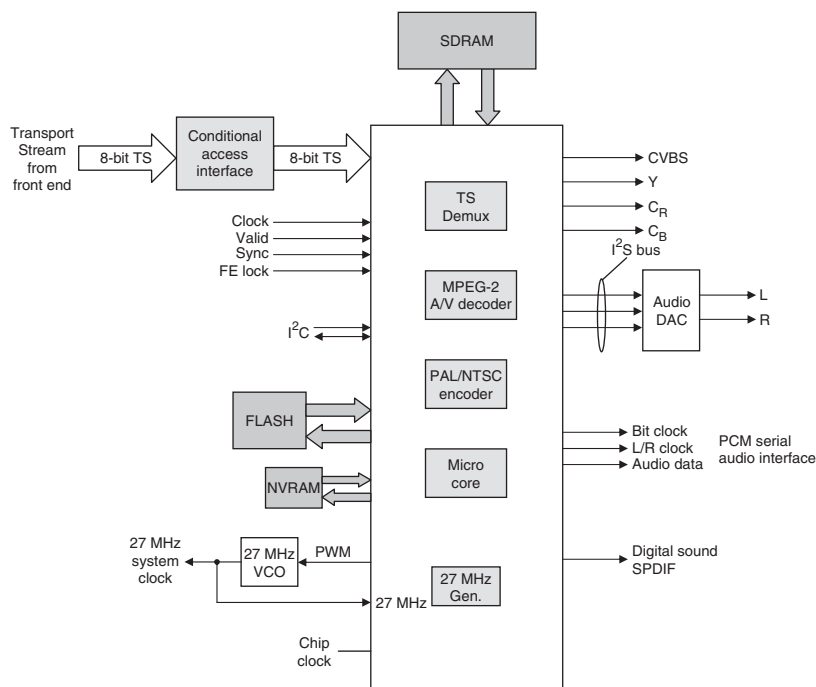 SDRAM
Transport
Stream
from
front end
8-bit TS
Conditional
access
interface
8-bit TS
Clock
Valid
Sync
FE lock
I²C
FLASH
NVRAM
27 MHz
system
clock
27 MHz
VCO
PWM
27 MHz
Chip
clock
TS
Demux
MPEG-2
A/V decoder
PAL/NTSC
encoder
Micro
core
27 MHz
Gen.
CVBS
Y
C_R
C_B
I²S bus
Audio
DAC
L
R
Bit clock
L/R clock
Audio data
PCM serial
audio interface
Digital sound
SPDIF